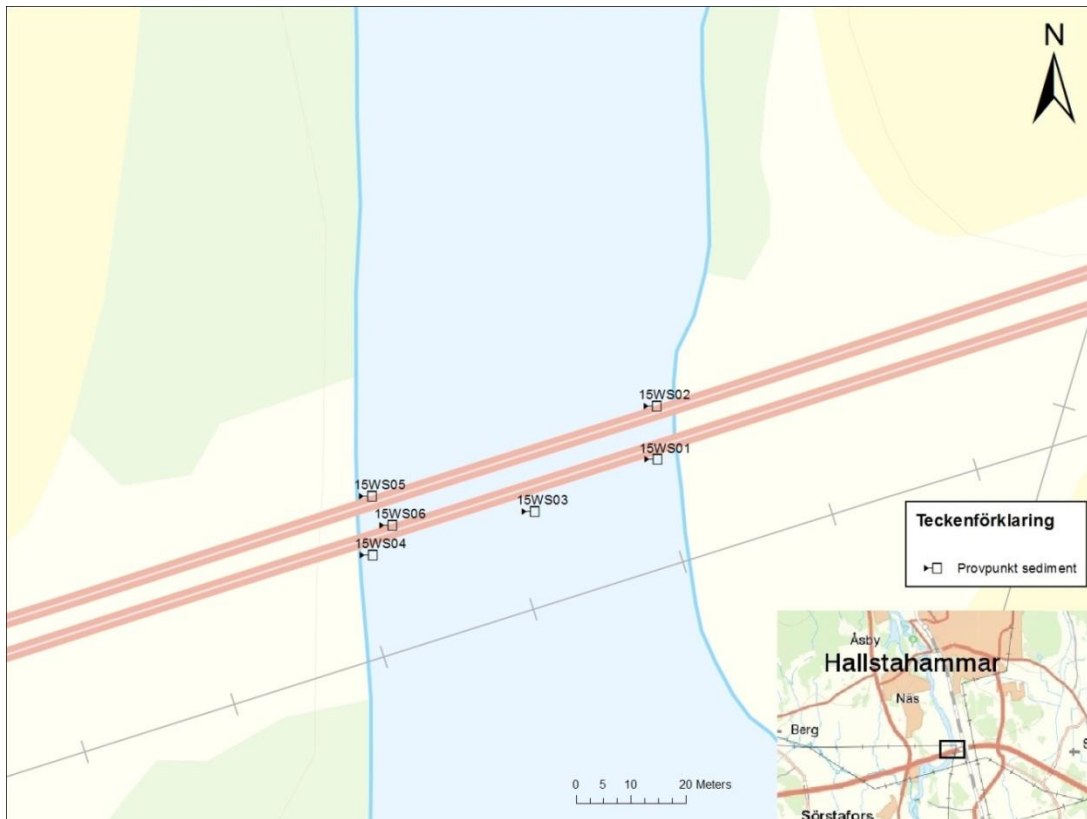 N
15WS02
15WS01
15WS05
15WS03
15WS06
15WS04
Teckenförklaring
Provpunkt sediment
Åsby
Hallstahammar
Näs
Berg
S
Sörstafors
0 5 10 20 Meters